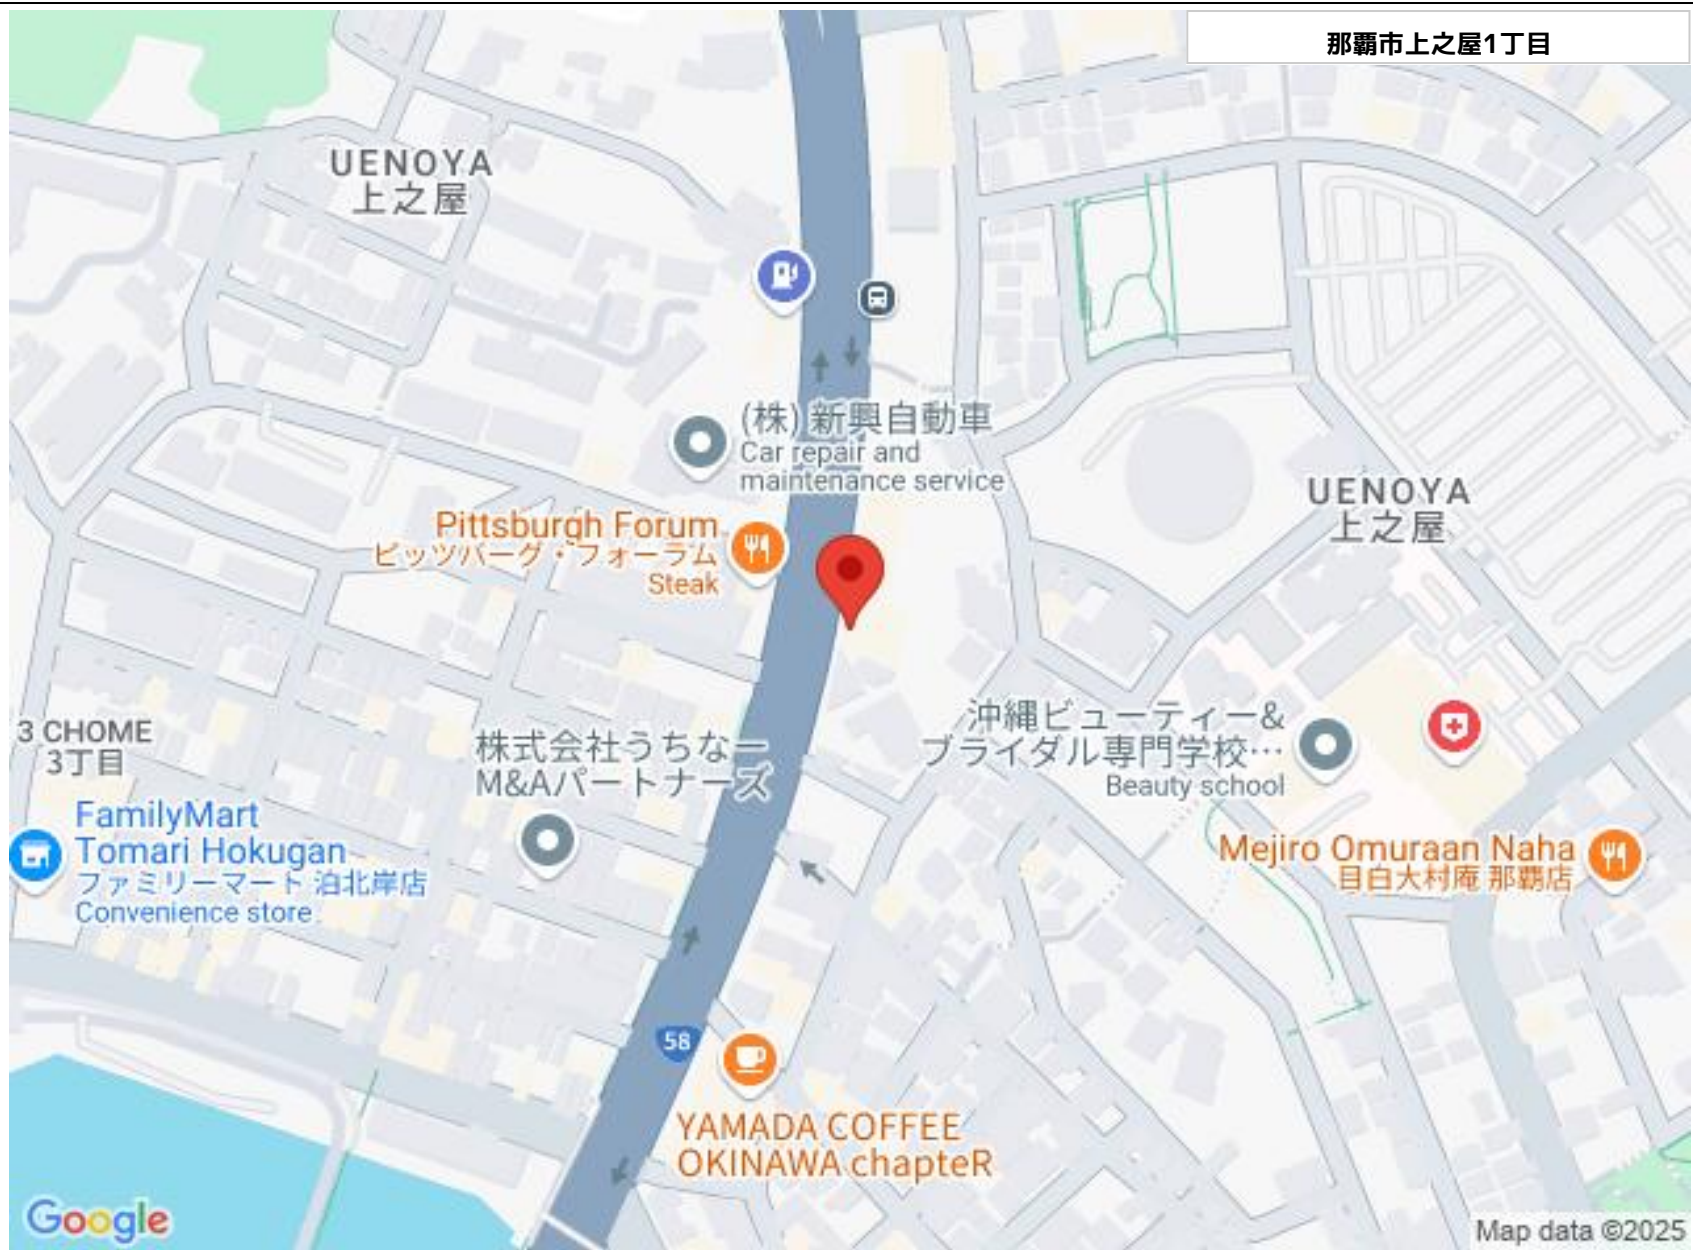 那覇市上之屋1丁目
UENOYA
上之屋
(株) 新興自動車
Car repair and
maintenance service
UENOYA
上之屋
Pittsburgh Forum
ピッツバーグ・フォーラム
Steak
3 CHOME
3丁目
株式会社うちなー
M&Aパートナーズ
沖縄ビューティー&
ブライダル専門学校…
Beauty school
FamilyMart
Tomari Hokugan
ファミリーマート 泊北岸店
Convenience store
Mejiro Omuraan Naha
目白大村庵 那覇店
58
YAMADA COFFEE
OKINAWA chapteR
Google
Map data ©2025